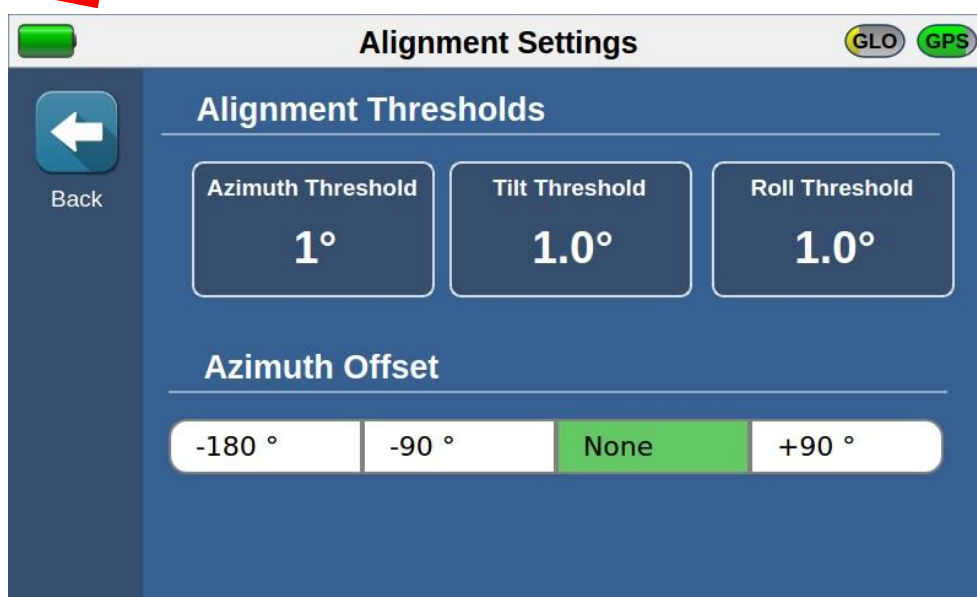 Alignment Settings GLO GPS
Alignment Thresholds
Back
Azimuth Threshold Tilt Threshold Roll Threshold
1° 1.0° 1.0°
Azimuth Offset
-180 ° -90 ° None +90 °